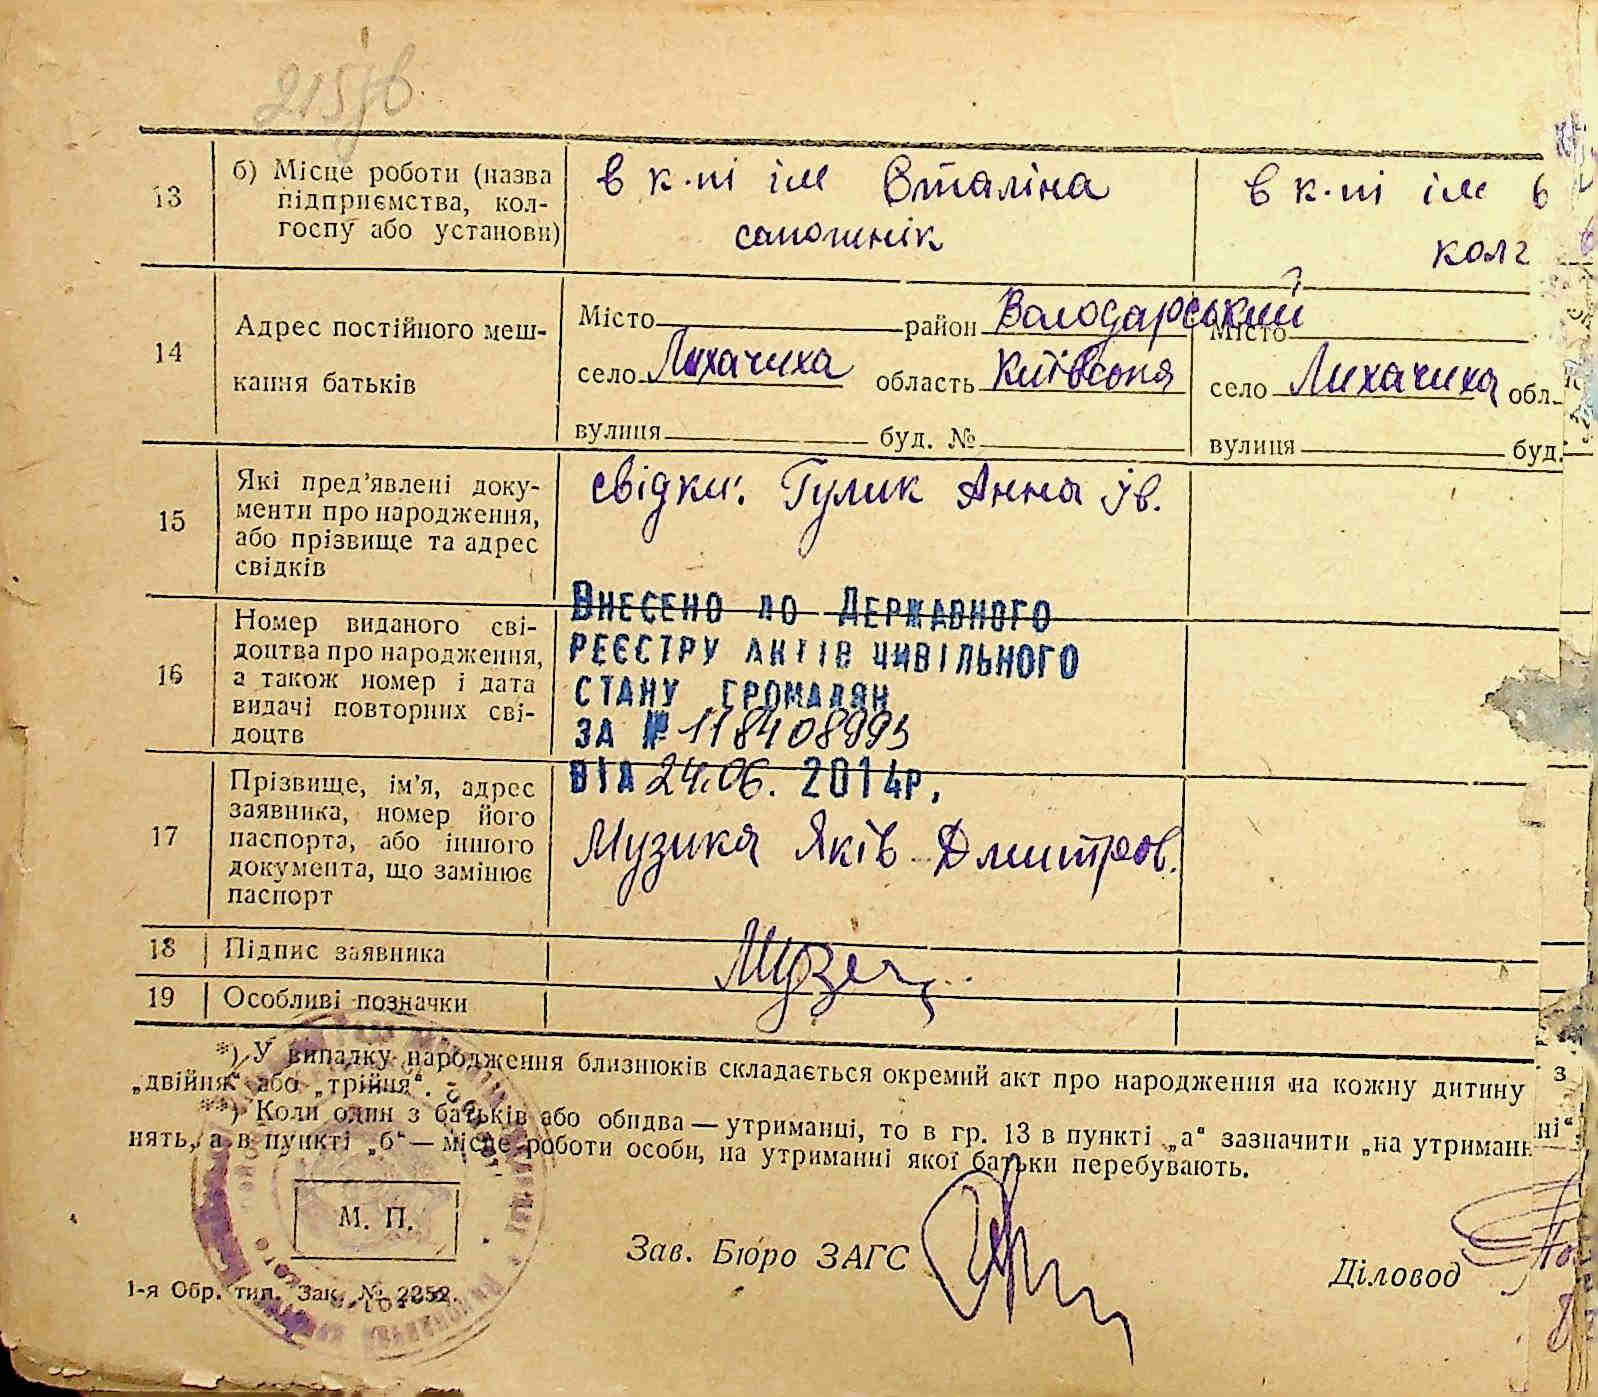 215зв.
13
б) Місце роботи (назва
підприємства, кол-
госпу або установи)
в к-пі ім Сталіна
сапожнік
в к-пі ім
колг
14
Адрес постійного меш-
кання батьків
Місто район Володарський
село Лихачиха область Київська
вулиця буд. №
Місто
село Лихачиха обл.
вулиця буд.
15
Які пред’явлені доку-
менти про народження,
або прізвище та адрес
свідків
свідки: Гулик Анна Ів.
16
Номер виданого сві-
доцтва про народження,
а також номер і дата
видачі повторних сві-
доцтв
ВНЕСЕНО ДО ДЕРЖАВНОГО
РЕЄСТРУ АКТІВ ЦИВІЛЬНОГО
СТАНУ ГРОМАДЯН
ЗА № 118408993
ВІД 24.06. 2014р.
17
Прізвище, ім’я, адрес
заявника, номер його
паспорта, або іншого
документа, що замінює
паспорт
Музика Яків Дмитров.
18 Підпис заявника
19 Особливі позначки
*) У випадку народження близнюків складається окремий акт про народження на кожну дитину з
„двійня“ або „трійня“.
**) Коли один з батьків або обидва — утриманці, то в гр. 13 в пункті „а“ зазначити „на утриманні“,
а в пункті „б“ — місце роботи особи, на утриманні якої батьки перебувають.
М. П.
Зав. Бюро ЗАГС
Діловод
1-я Обр. тип. Зак. № 2252.